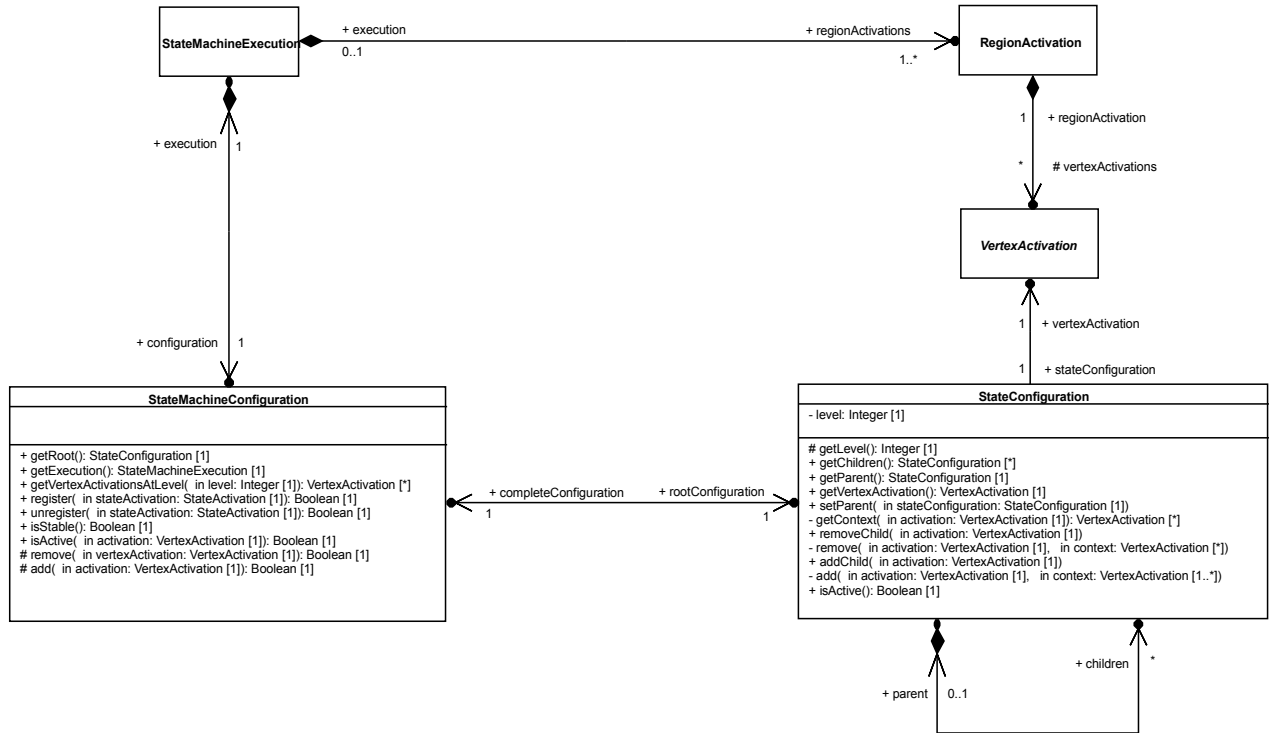 StateMachineExecution
+ execution
0..1
+ regionActivations
1..*
RegionActivation
1
+ regionActivation
*
# vertexActivations
VertexActivation
+ execution
1
+ configuration
1
1
+ vertexActivation
1
+ stateConfiguration
StateMachineConfiguration
+ getRoot(): StateConfiguration [1]
+ getExecution(): StateMachineExecution [1]
+ getVertexActivationsAtLevel( in level: Integer [1]): VertexActivation [*]
+ register( in stateActivation: StateActivation [1]): Boolean [1]
+ unregister( in stateActivation: StateActivation [1]): Boolean [1]
+ isStable(): Boolean [1]
+ isActive( in activation: VertexActivation [1]): Boolean [1]
# remove( in vertexActivation: VertexActivation [1]): Boolean [1]
# add( in activation: VertexActivation [1]): Boolean [1]
+ completeConfiguration
1
+ rootConfiguration
1
StateConfiguration
- level: Integer [1]
# getLevel(): Integer [1]
+ getChildren(): StateConfiguration [*]
+ getParent(): StateConfiguration [1]
+ getVertexActivation(): VertexActivation [1]
+ setParent( in stateConfiguration: StateConfiguration [1])
- getContext( in activation: VertexActivation [1]): VertexActivation [*]
+ removeChild( in activation: VertexActivation [1])
- remove( in activation: VertexActivation [1], in context: VertexActivation [*])
+ addChild( in activation: VertexActivation [1])
- add( in activation: VertexActivation [1], in context: VertexActivation [1..*])
+ isActive(): Boolean [1]
+ children
*
+ parent
0..1